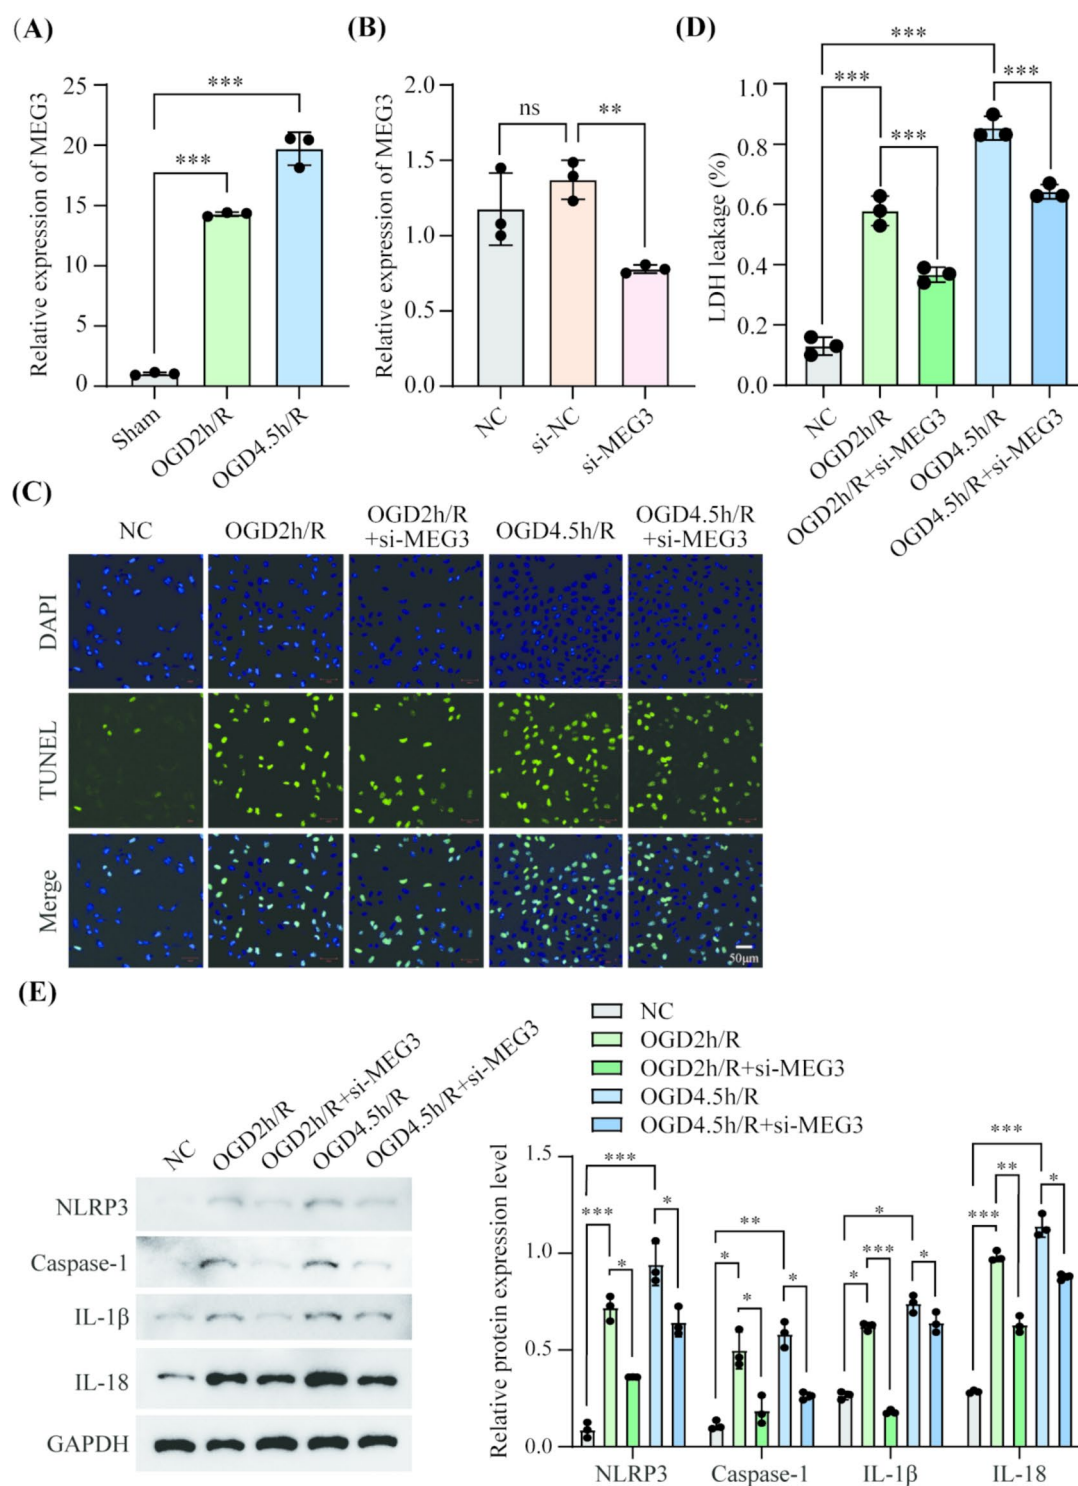 (A)
Relative expression of MEG3
25
20
15
10
5
0
***
***
Sham
OGD2h/R
OGD4.5h/R
(B)
Relative expression of MEG3
2.0
1.5
1.0
0.5
0.0
ns
**
NC
si-NC
si-MEG3
(D)
LDH leakage (%)
1.0
0.8
0.6
0.4
0.2
0.0
***
***
***
***
NC
OGD2h/R
OGD2h/R+si-MEG3
OGD4.5h/R
OGD4.5h/R+si-MEG3
(C)
NC
OGD2h/R
OGD2h/R
+si-MEG3
OGD4.5h/R
OGD4.5h/R
+si-MEG3
DAPI
TUNEL
Merge
50μm
(E)
NC
OGD2h/R
OGD2h/R+si-MEG3
OGD4.5h/R
OGD4.5h/R+si-MEG3
NLRP3
Caspase-1
IL-1β
IL-18
GAPDH
NC
OGD2h/R
OGD2h/R+si-MEG3
OGD4.5h/R
OGD4.5h/R+si-MEG3
Relative protein expression level
1.5
1.0
0.5
0.0
***
***
*
*
**
*
*
*
*
*
***
*
***
***
**
*
NLRP3
Caspase-1
IL-1β
IL-18